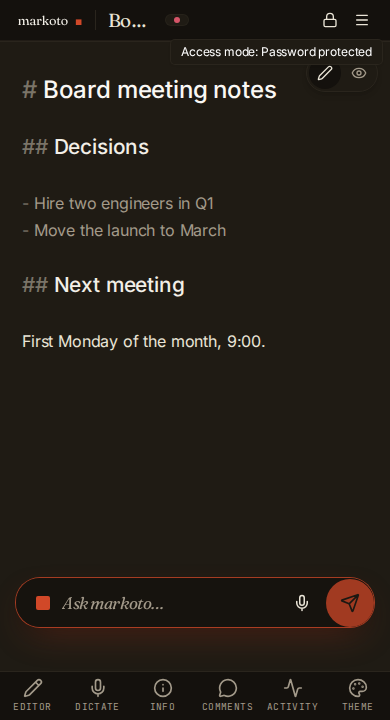 markoto
Bo...
Access mode: Password protected
# Board meeting notes
## Decisions
- Hire two engineers in Q1
- Move the launch to March
## Next meeting
First Monday of the month, 9:00.
Ask markoto...
EDITOR DICTATE INFO COMMENTS ACTIVITY THEME